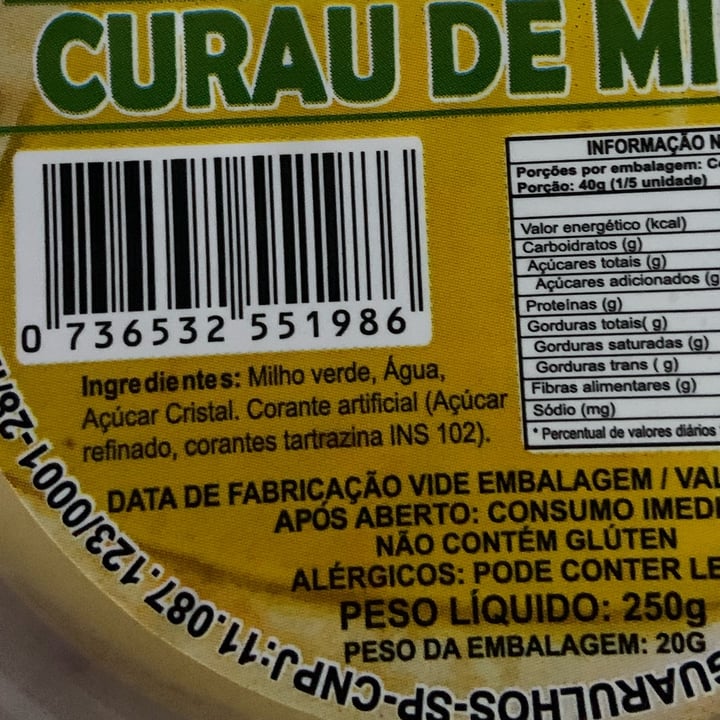 CURAU DE
0 736532 551986
Ingredientes: Milho verde, Água,
Açúcar Cristal. Corante artificial (Açúcar
refinado, corantes tartrazina INS 102).
INFORMAÇÃO
Porções por embalagem:
Porção: 40g (1/5 unidade)
Valor energético (kcal)
Carboidratos (g)
Açúcares totais (g)
Açúcares adicionados (g
Proteínas (g)
Gorduras totais( g)
Gorduras saturadas (g)
Gorduras trans ( g)
Fibras alimentares (g)
Sódio (mg)
* Percentual de valores diários
DATA DE FABRICAÇÃO VIDE EMBALAGEM /
APÓS ABERTO: CONSUMO
NÃO CONTÉM GLÚTEN
ALÉRGICOS: PODE CONTER
PESO LÍQUIDO: 250g
PESO DA EMBALAGEM: 20G
GUARULHOS-SP-CNPJ:11.087.123/0001-28